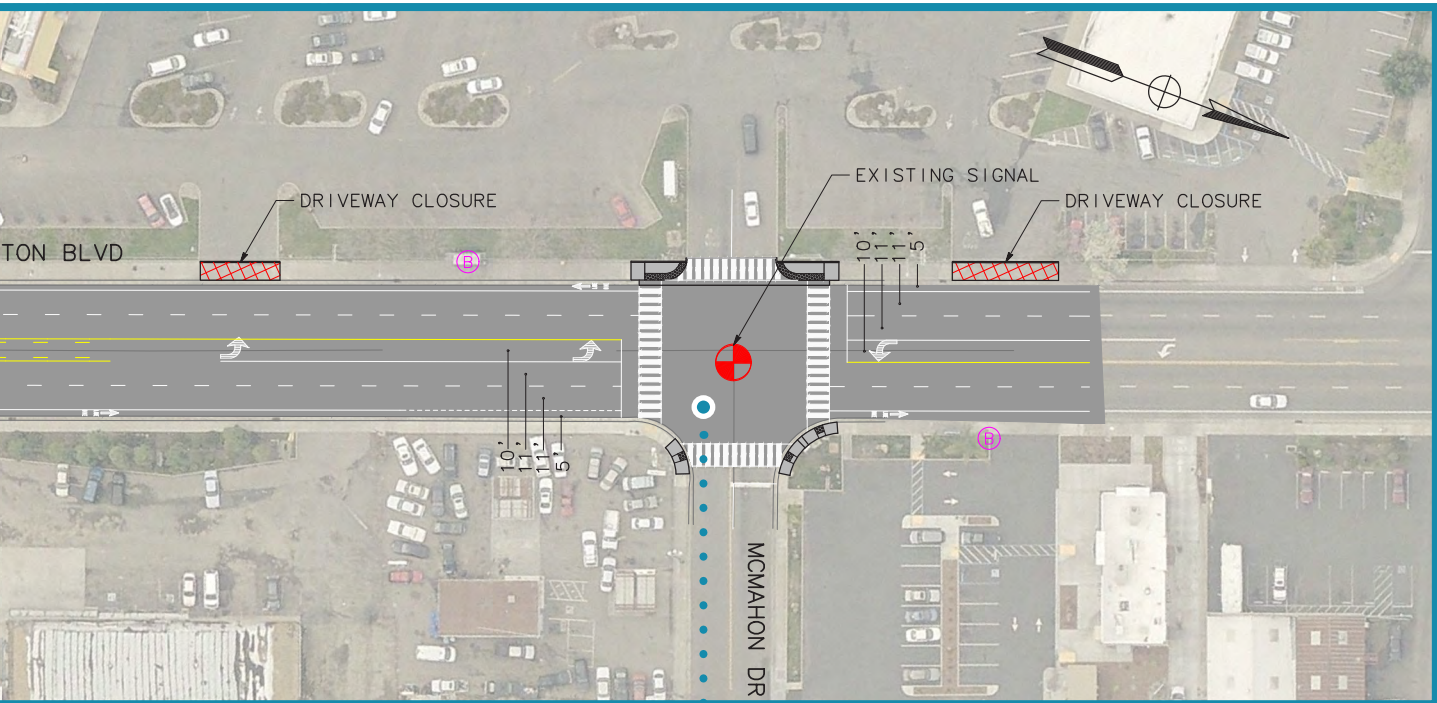 EXISTING SIGNAL
DRIVEWAY CLOSURE
DRIVEWAY CLOSURE
TON BLVD
B
10'
11'
11'
5'
10'
11'
11'
5'
B
MCMAHON DR